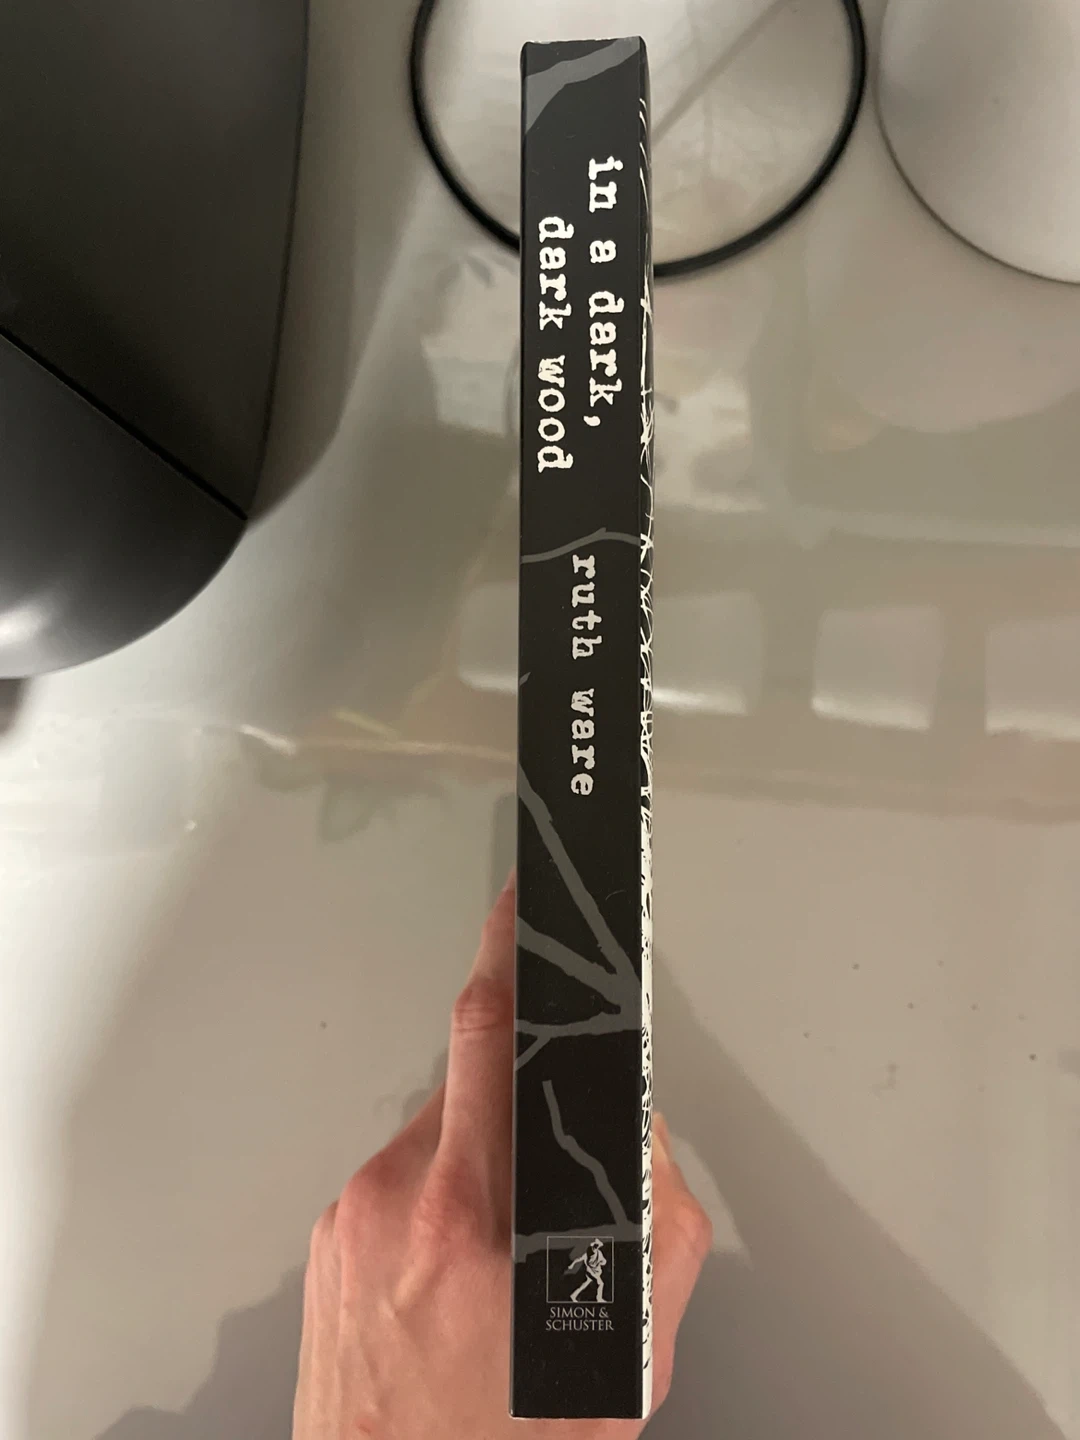 in a dark,
dark wood
ruth ware
SIMON &
SCHUSTER